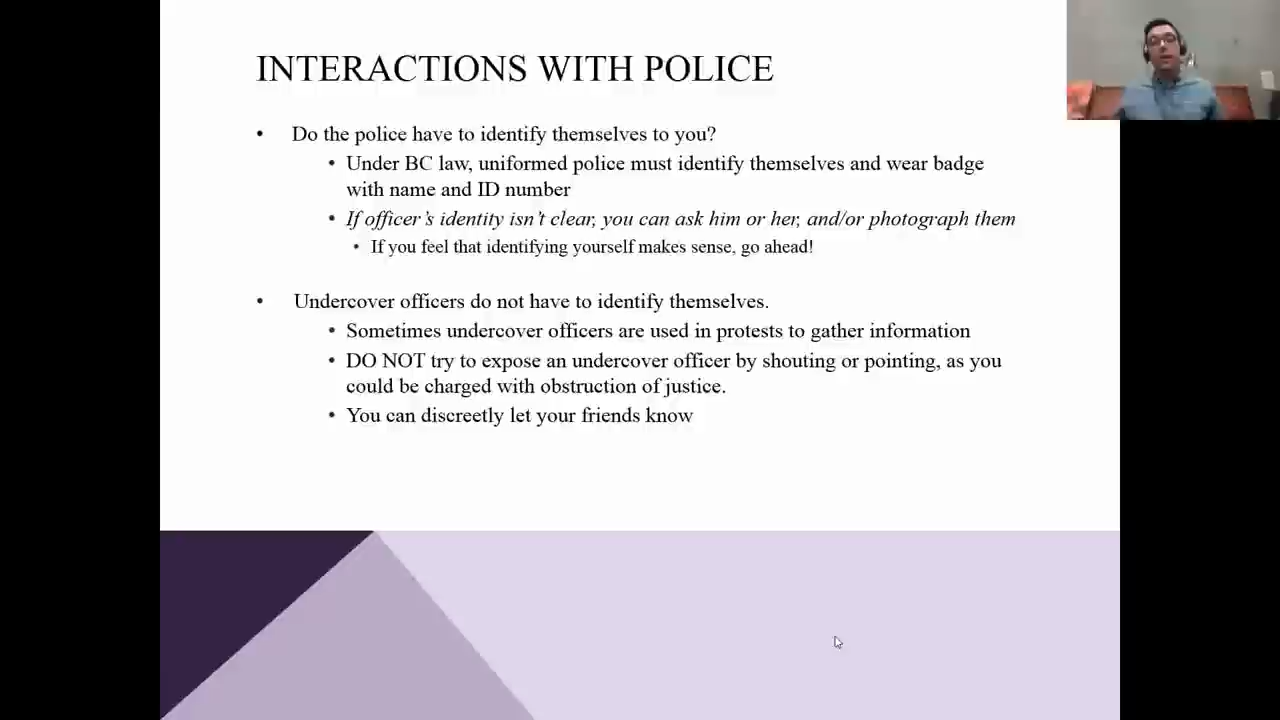 INTERACTIONS WITH POLICE
• Do the police have to identify themselves to you?
• Under BC law, uniformed police must identify themselves and wear badge
with name and ID number
• If officer's identity isn't clear, you can ask him or her, and/or photograph them
• If you feel that identifying yourself makes sense, go ahead!
• Undercover officers do not have to identify themselves.
• Sometimes undercover officers are used in protests to gather information
• DO NOT try to expose an undercover officer by shouting or pointing, as you
could be charged with obstruction of justice.
• You can discreetly let your friends know